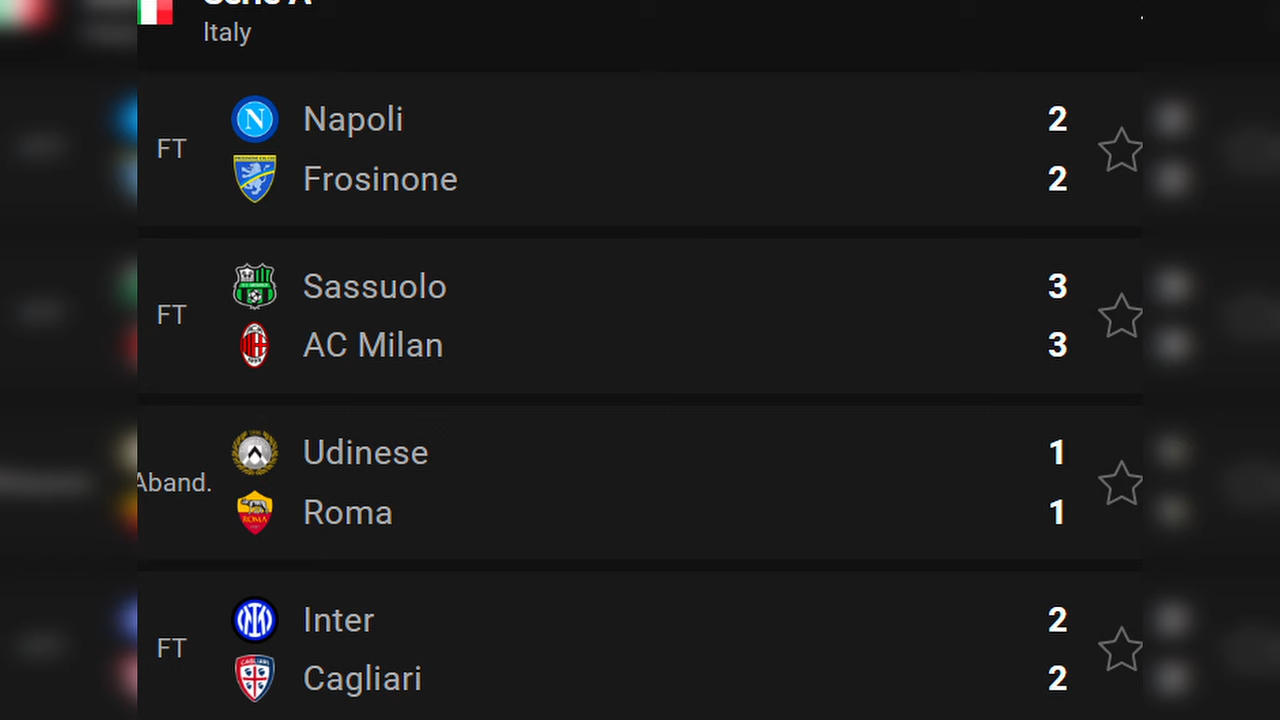 Serie A
Italy
Napoli 2
FT
Frosinone 2
Sassuolo 3
FT
AC Milan 3
Udinese 1
Aband.
Roma 1
Inter 2
FT
Cagliari 2